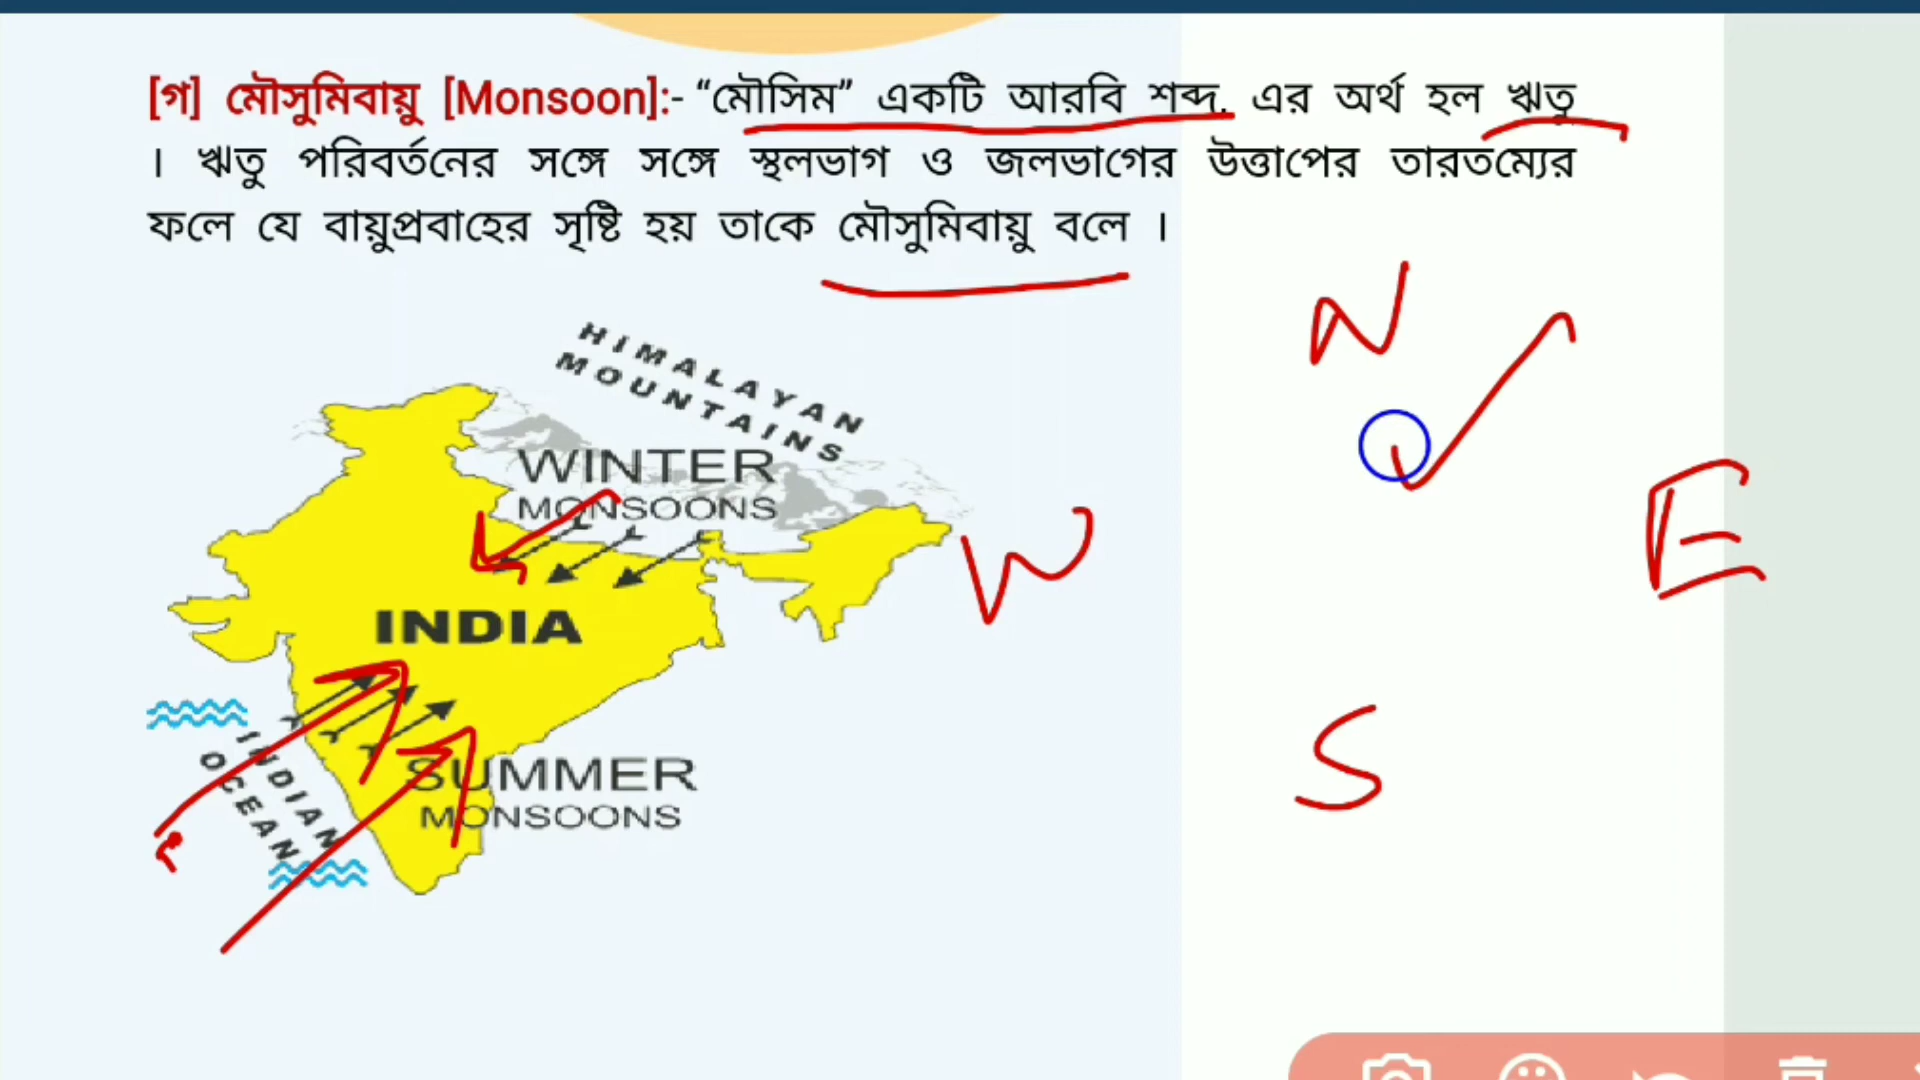 [গ] মৌসুমিবায়ু [Monsoon]:- “মৌসিম” একটি আরবি শব্দ. এর অর্থ হল ঋতু
। ঋতু পরিবর্তনের সঙ্গে সঙ্গে স্থলভাগ ও জলভাগের উত্তাপের তারতম্যের
ফলে যে বায়ুপ্রবাহের সৃষ্টি হয় তাকে মৌসুমিবায়ু বলে ।
HIMALAYAN
MOUNTAINS
WINTER
MONSOONS
INDIA
INDIAN
OCEAN
SUMMER
MONSOONS
N
W
E
S